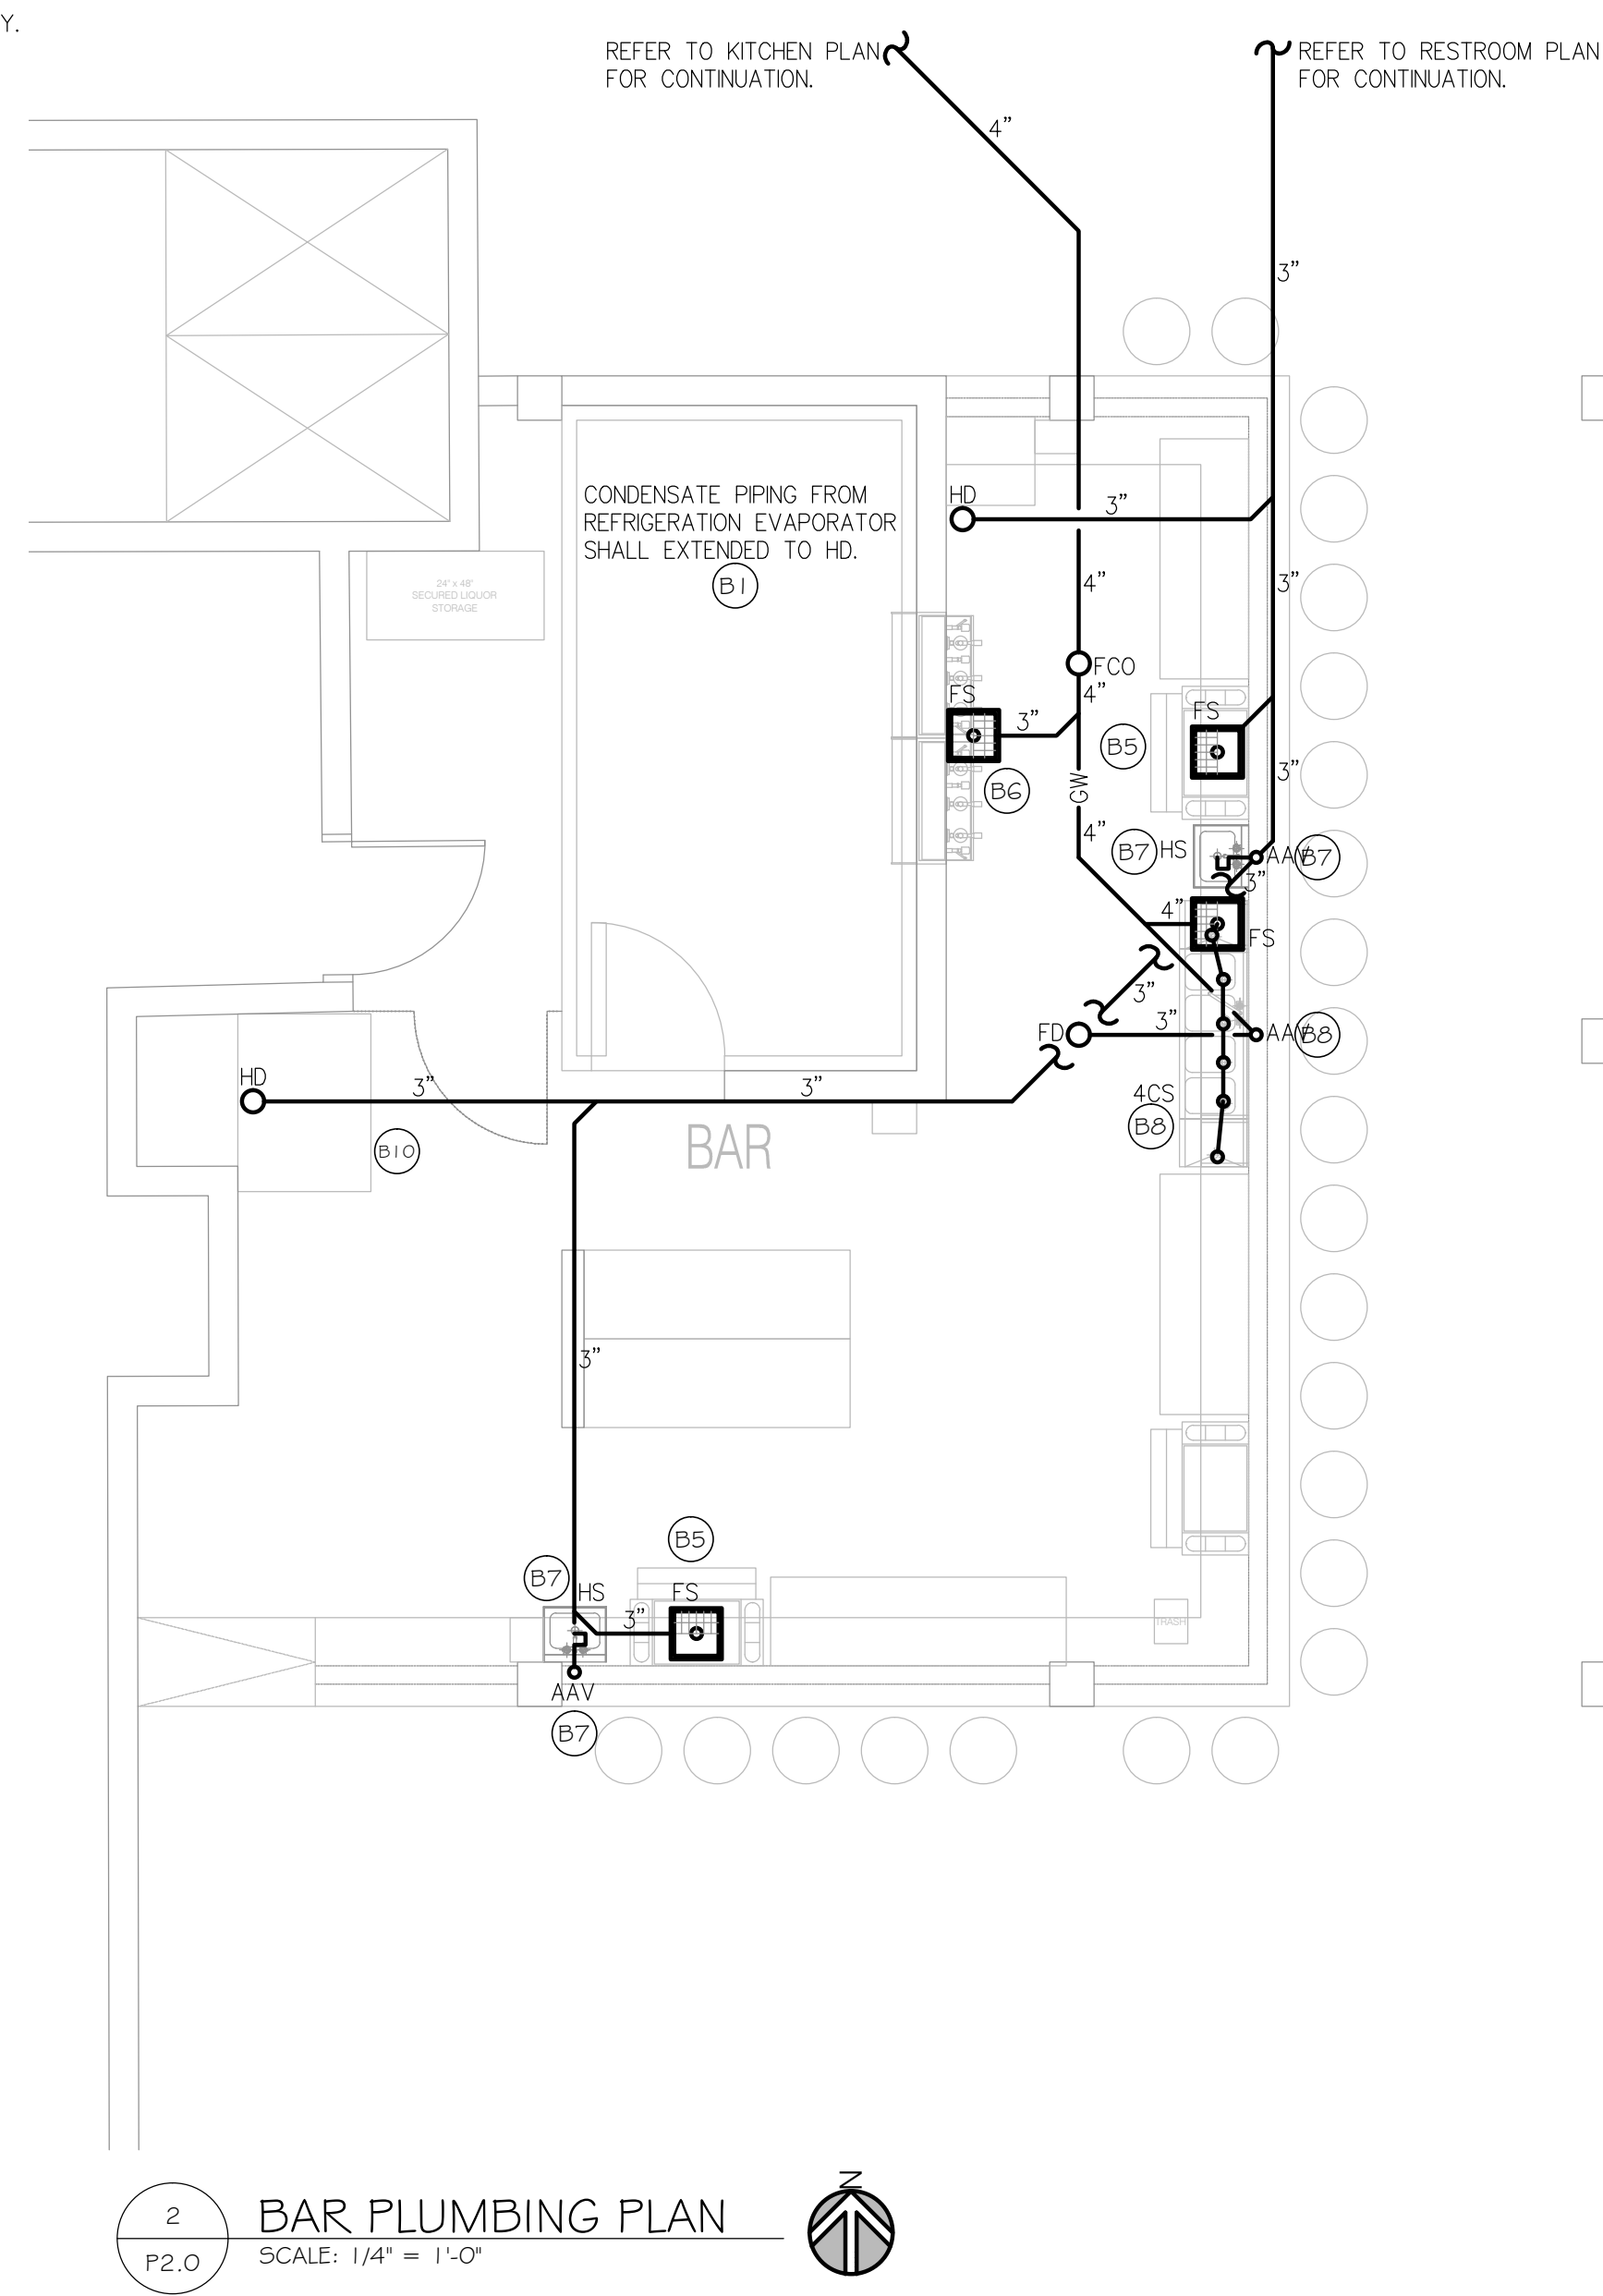 Y.
REFER TO KITCHEN PLAN
FOR CONTINUATION.
REFER TO RESTROOM PLAN
FOR CONTINUATION.
4"
3"
CONDENSATE PIPING FROM
REFRIGERATION EVAPORATOR
SHALL EXTENDED TO HD.
B1
HD
3"
24" x 48"
SECURED LIQUOR
STORAGE
4"
3"
FCO
4"
FS
3"
B6
FS
B5
3"
GW
4"
B7
HS
AAV
B7
3"
4"
FS
3"
FD
3"
AAV
B8
4CS
B8
HD
3"
3"
B10
BAR
3"
B5
B7
HS
FS
3"
TRASH
AAV
B7
2
P2.0
BAR PLUMBING PLAN
SCALE: 1/4" = 1'-0"
N